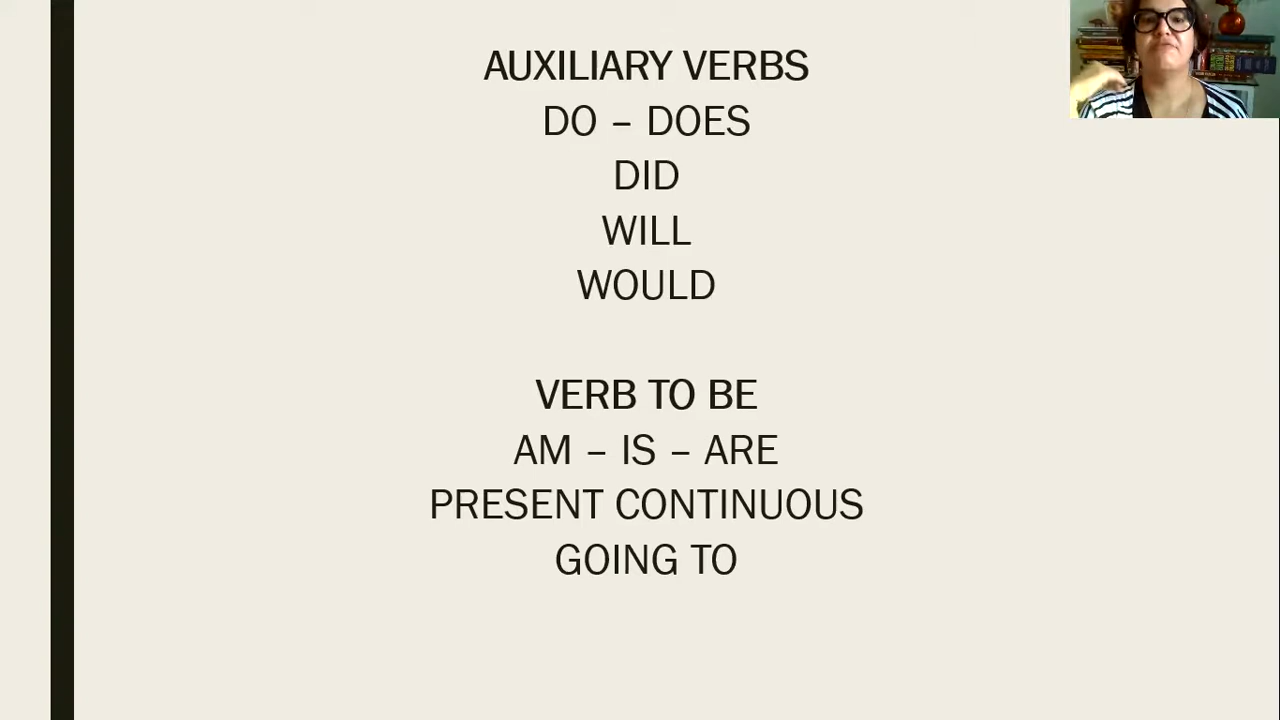 AUXILIARY VERBS
DO – DOES
DID
WILL
WOULD
VERB TO BE
AM – IS – ARE
PRESENT CONTINUOUS
GOING TO